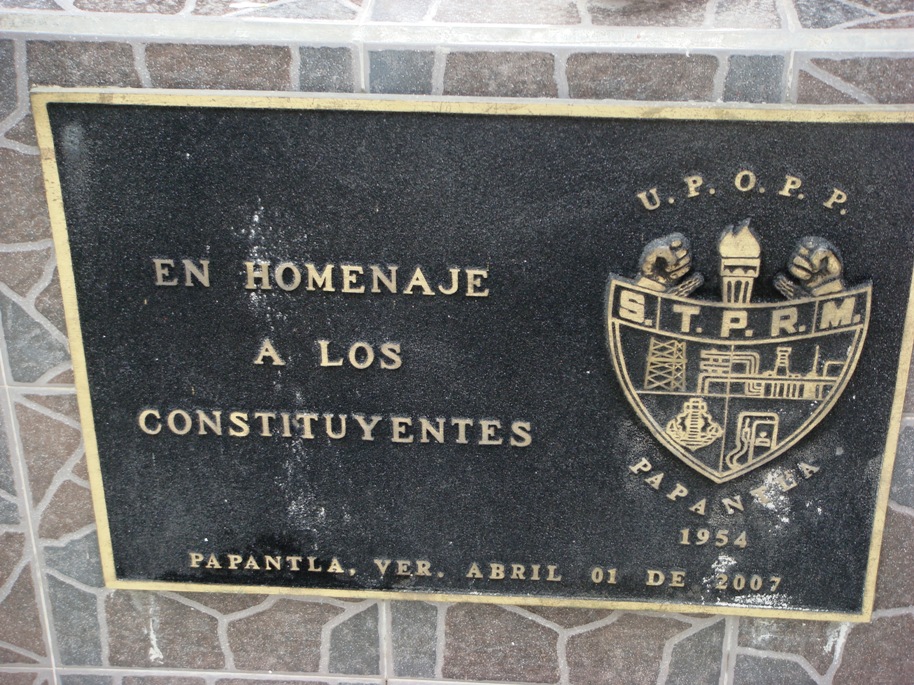 EN HOMENAJE
A LOS
CONSTITUYENTES
U. P. O. P. P.
S. T. P. R. M.
PAPANTLA
1954
PAPANTLA, VER. ABRIL 01 DE 2007